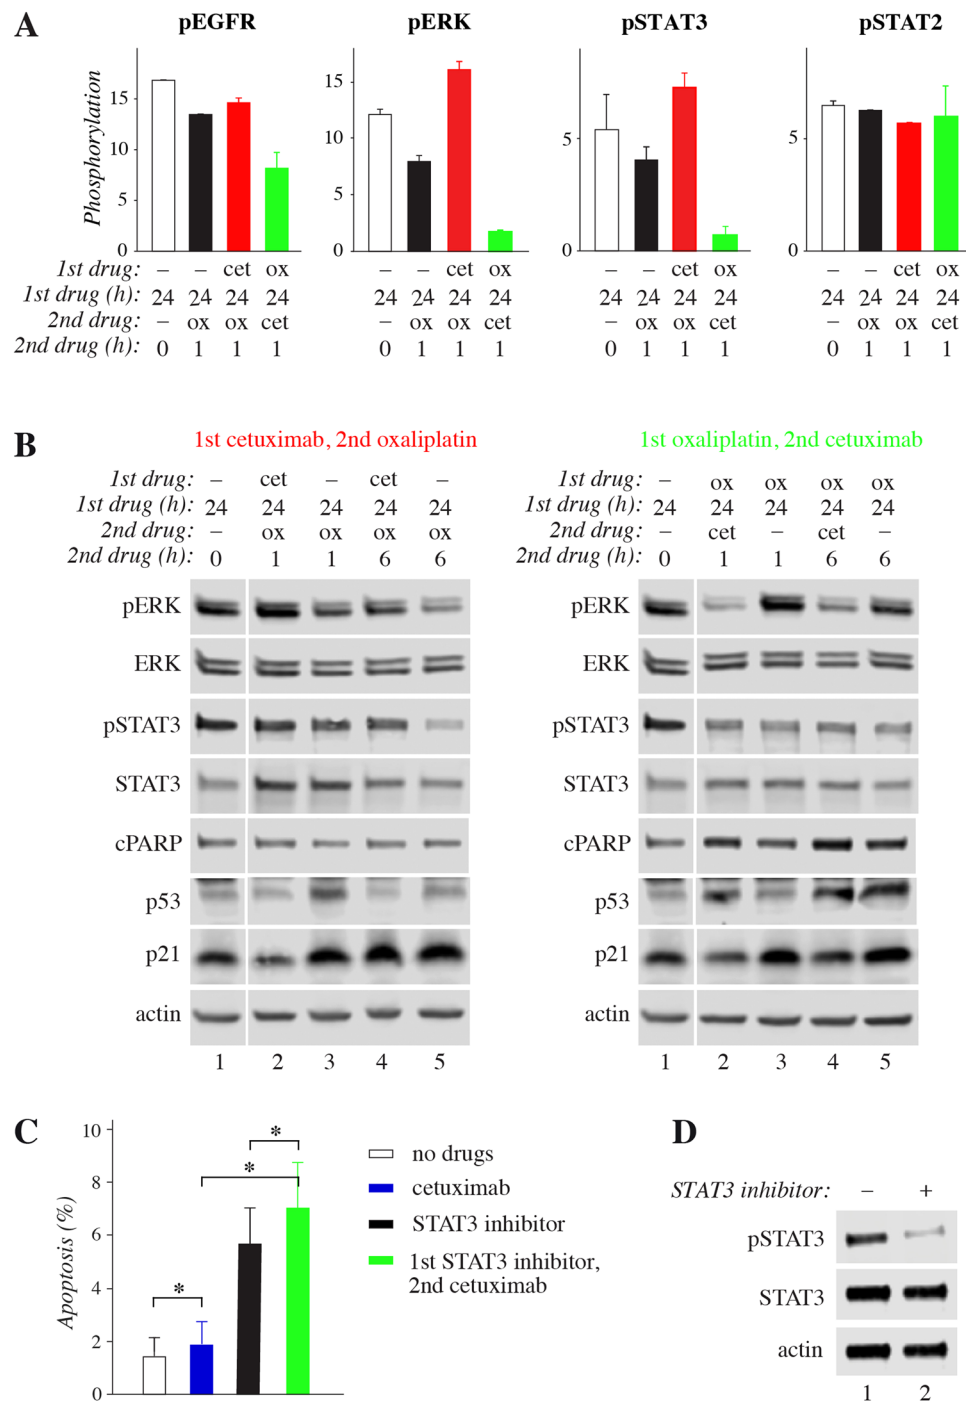 A
pEGFR pERK pSTAT3 pSTAT2
Phosphorylation
15 10 5 0
15 10 5 0
5 0
5 0
1st drug: – – cet ox – – cet ox – – cet ox – – cet ox
1st drug (h): 24 24 24 24 24 24 24 24 24 24 24 24 24 24 24 24
2nd drug: – ox ox cet – ox ox cet – ox ox cet – ox ox cet
2nd drug (h): 0 1 1 1 0 1 1 1 0 1 1 1 0 1 1 1
B
1st cetuximab, 2nd oxaliplatin
1st drug: – cet – cet –
1st drug (h): 24 24 24 24 24
2nd drug: – ox ox ox ox
2nd drug (h): 0 1 1 6 6
pERK
ERK
pSTAT3
STAT3
cPARP
p53
p21
actin
1 2 3 4 5
1st oxaliplatin, 2nd cetuximab
1st drug: – ox ox ox ox
1st drug (h): 24 24 24 24 24
2nd drug: – cet – cet –
2nd drug (h): 0 1 1 6 6
pERK
ERK
pSTAT3
STAT3
cPARP
p53
p21
actin
1 2 3 4 5
C
Apoptosis (%)
10
8
6
4
2
0
*
*
*
no drugs
cetuximab
STAT3 inhibitor
1st STAT3 inhibitor,
2nd cetuximab
D
STAT3 inhibitor: – +
pSTAT3
STAT3
actin
1 2